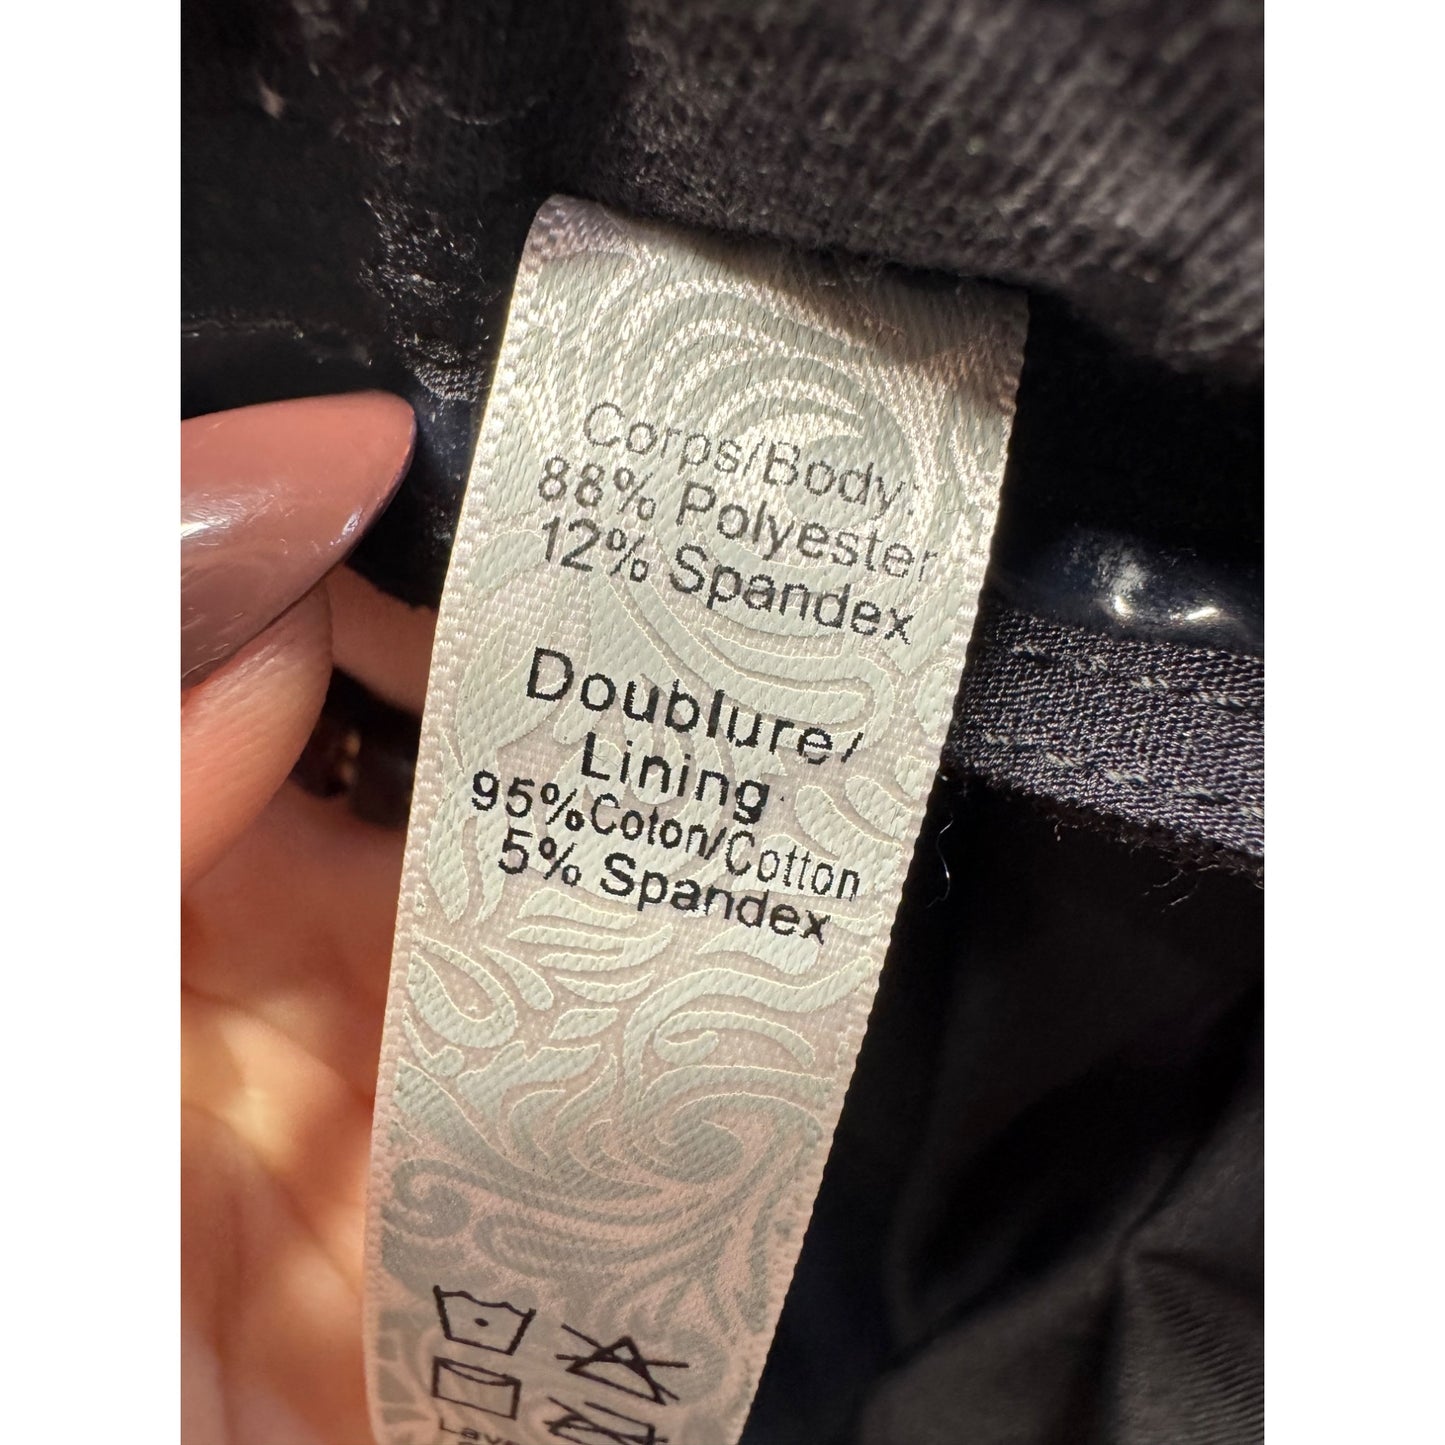 Corps/Body:
88% Polyester
12% Spandex
Doublure/
Lining
95%Coton/Cotton
5% Spandex